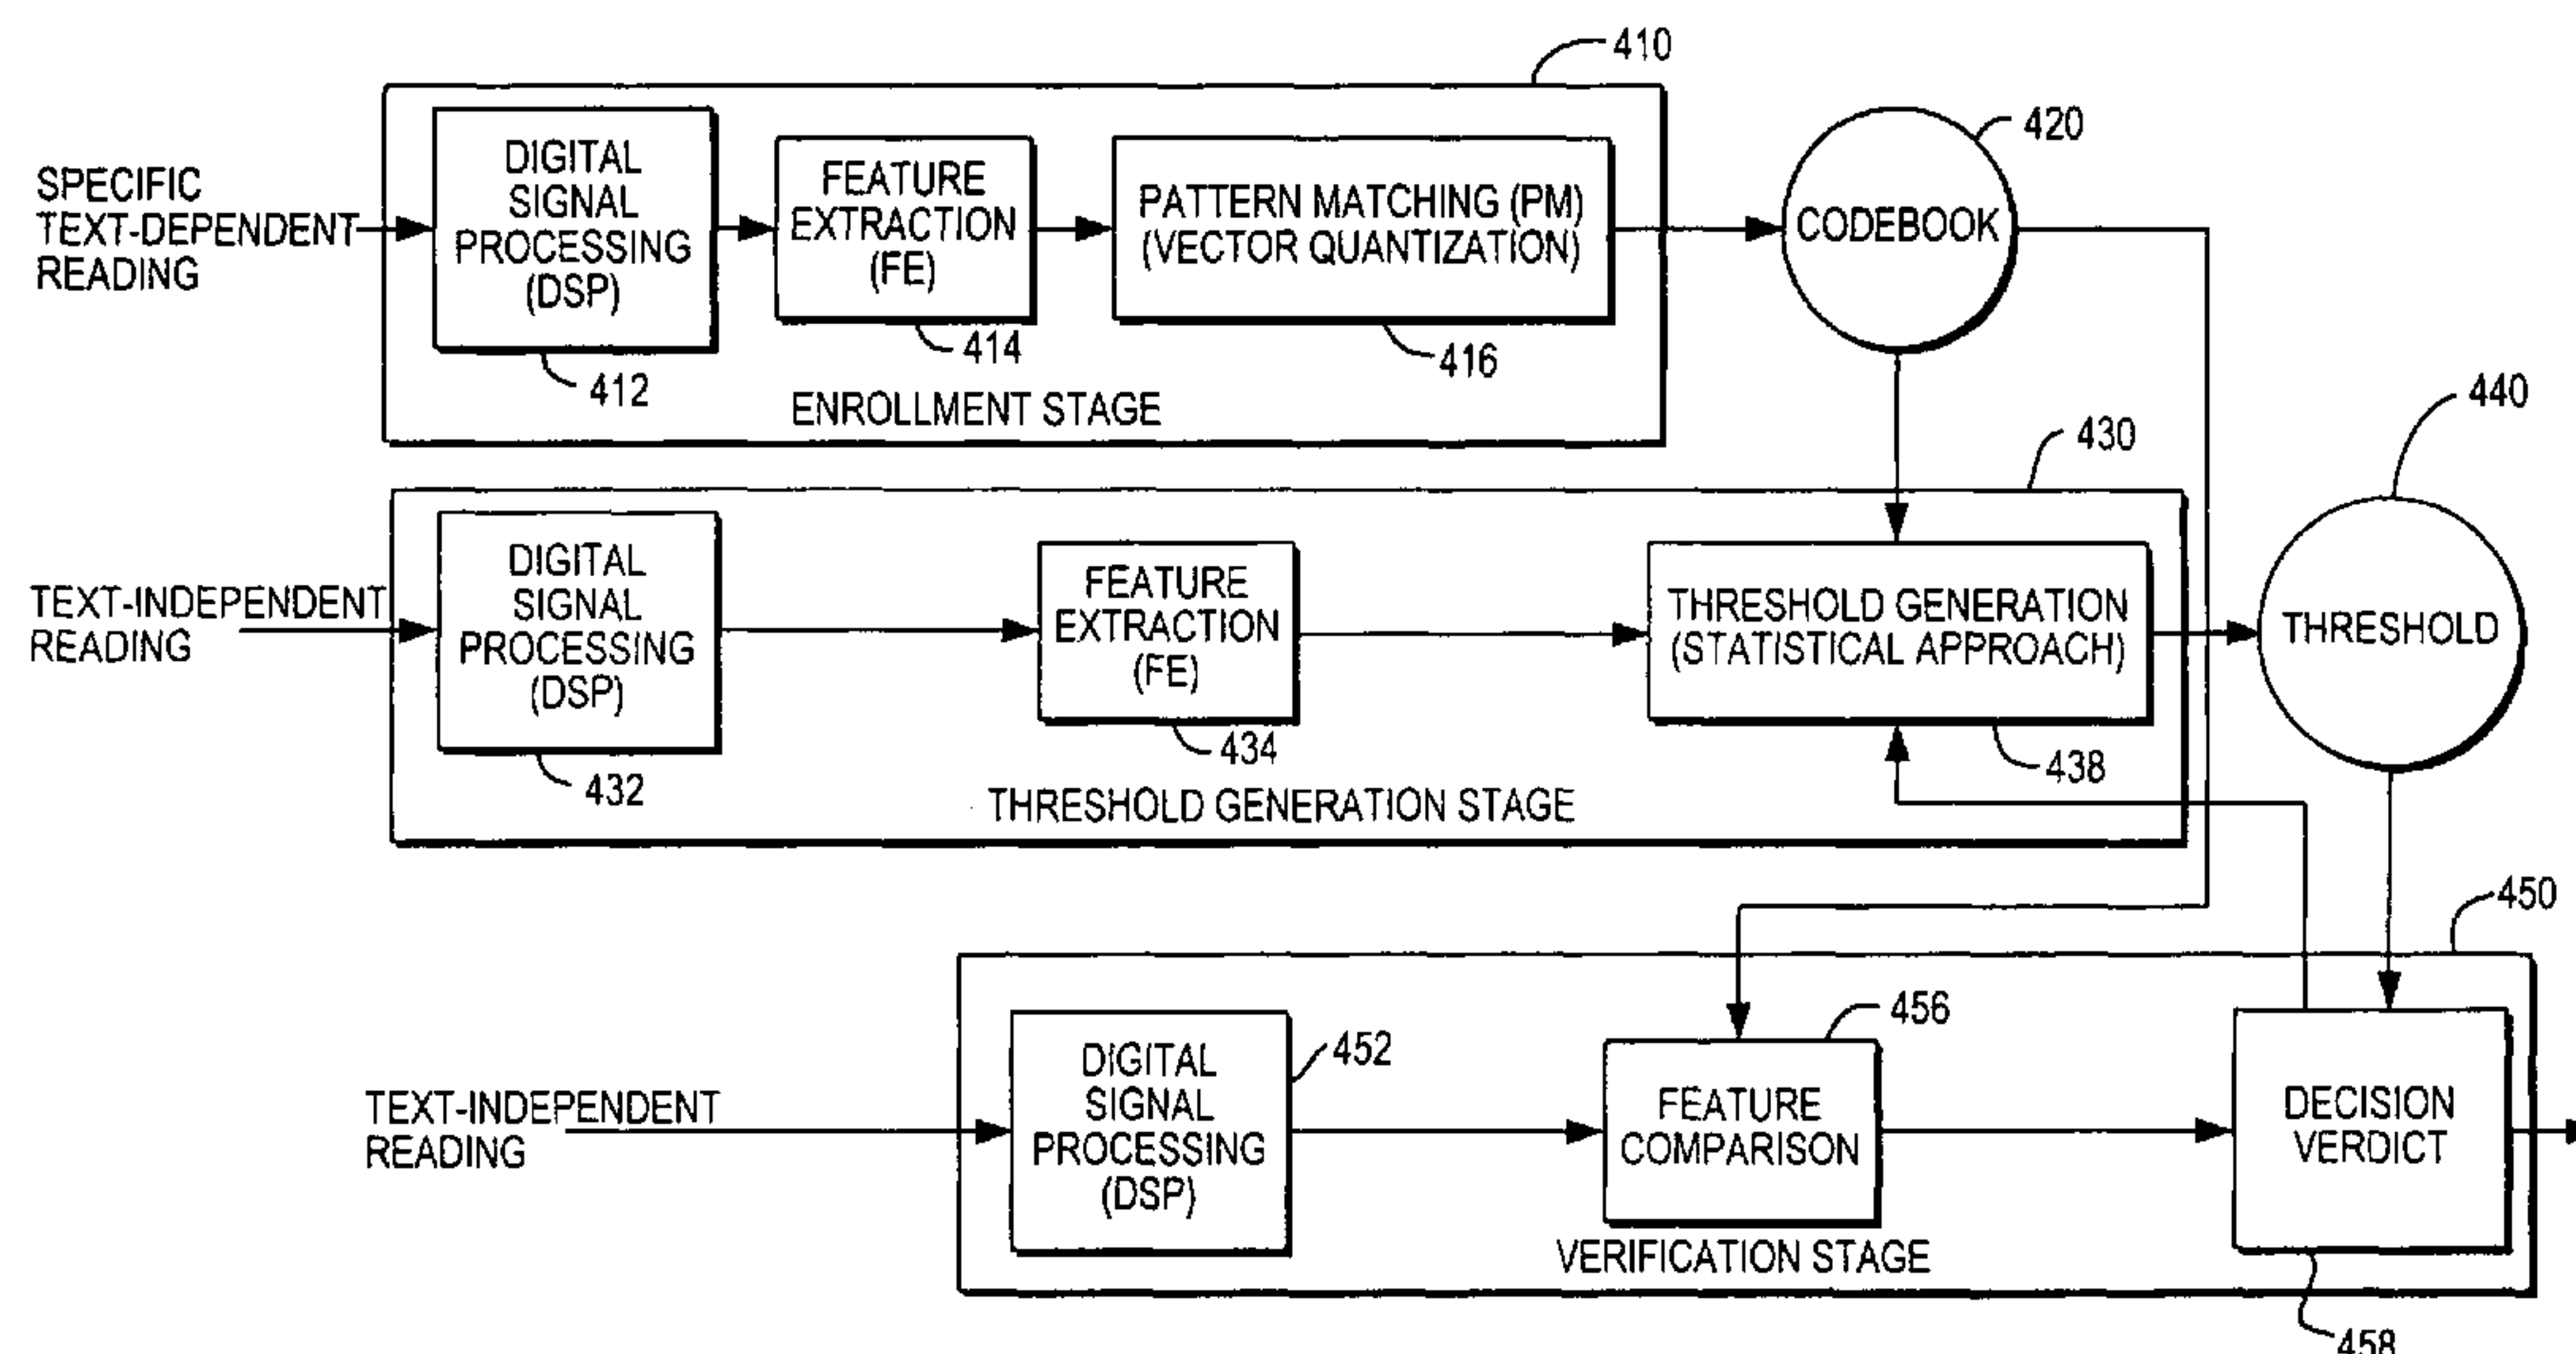 410
SPECIFIC
TEXT-DEPENDENT
READING
DIGITAL
SIGNAL
PROCESSING
(DSP)
412
FEATURE
EXTRACTION
(FE)
414
PATTERN MATCHING (PM)
(VECTOR QUANTIZATION)
416
ENROLLMENT STAGE
CODEBOOK
420
430
440
TEXT-INDEPENDENT
READING
DIGITAL
SIGNAL
PROCESSING
(DSP)
432
FEATURE
EXTRACTION
(FE)
434
THRESHOLD GENERATION
(STATISTICAL APPROACH)
438
THRESHOLD GENERATION STAGE
THRESHOLD
450
TEXT-INDEPENDENT
READING
DIGITAL
SIGNAL
PROCESSING
(DSP)
452
FEATURE
COMPARISON
456
DECISION
VERDICT
VERIFICATION STAGE
458